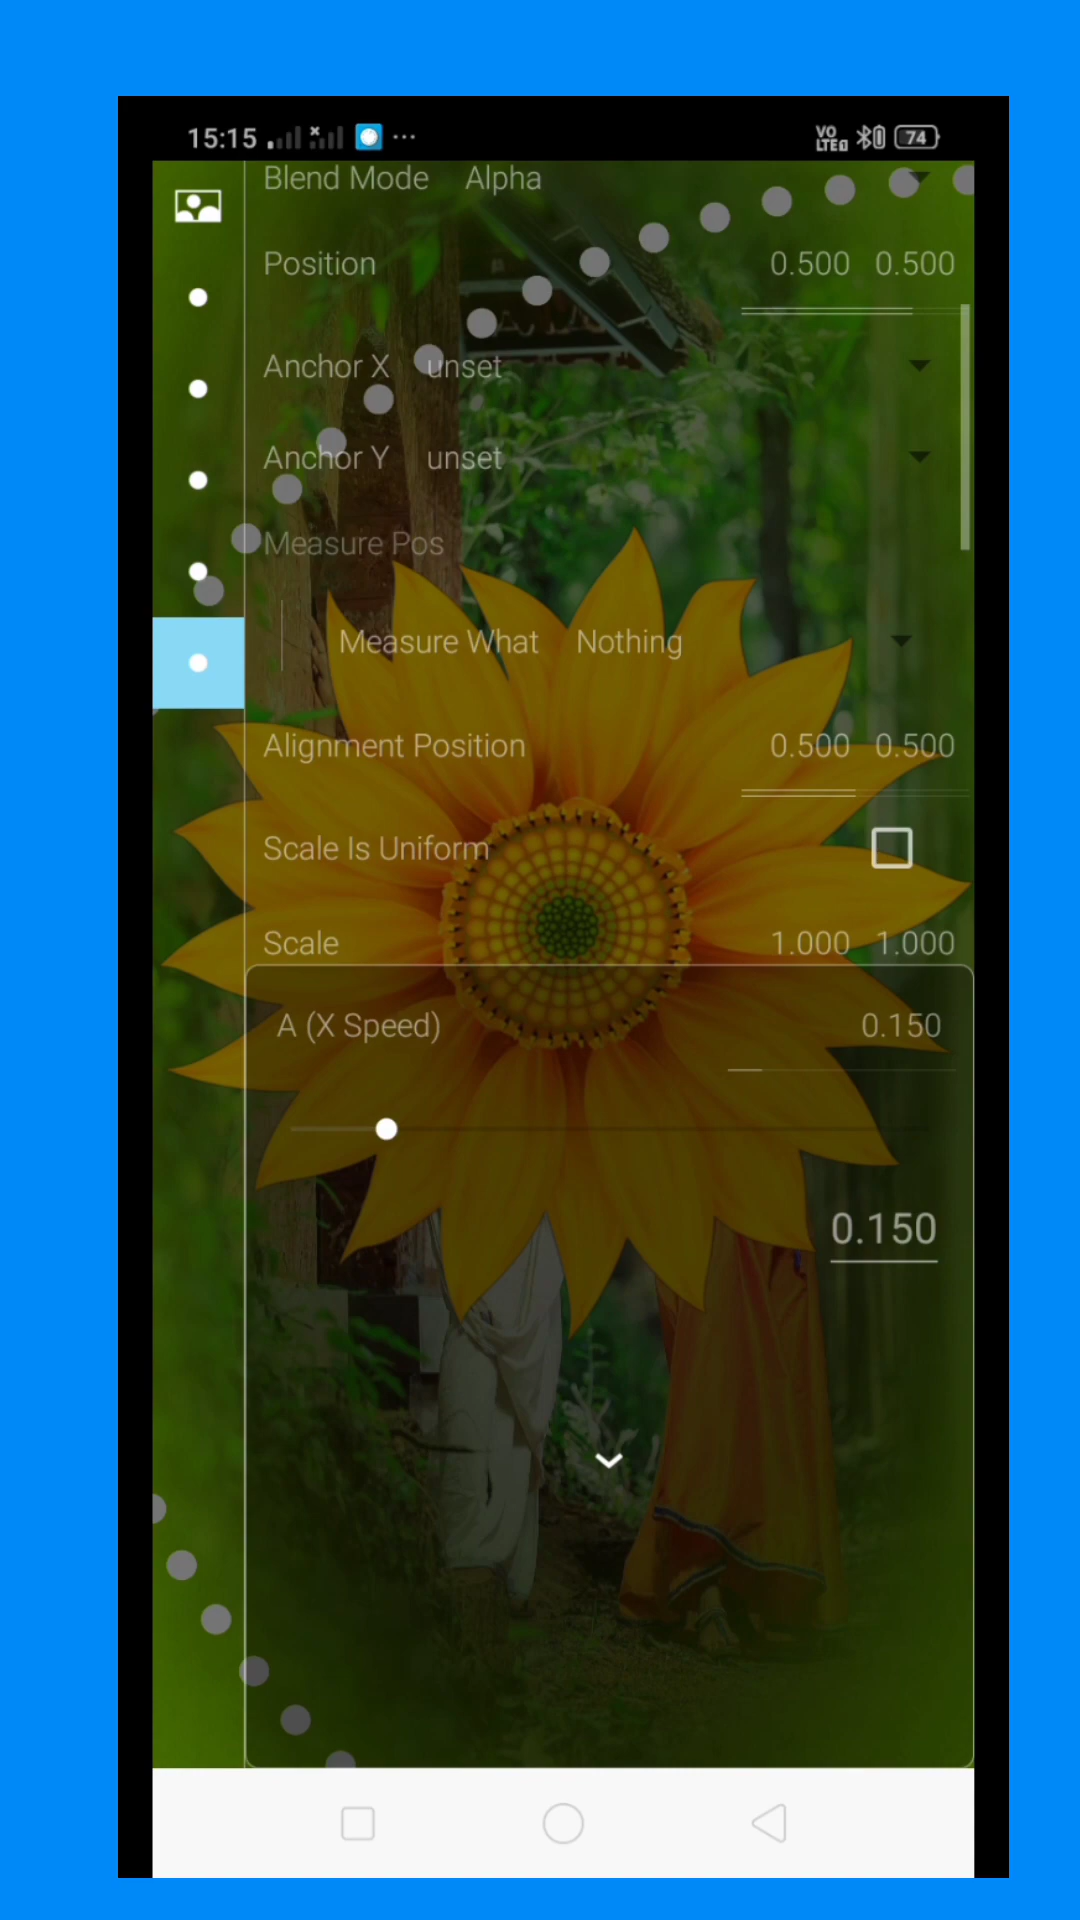 15:15
VO
LTE
74
Blend Mode Alpha
Position 0.500 0.500
Anchor X unset
Anchor Y unset
Measure Pos
Measure What Nothing
Alignment Position 0.500 0.500
Scale Is Uniform
Scale 1.000 1.000
A (X Speed) 0.150
0.150